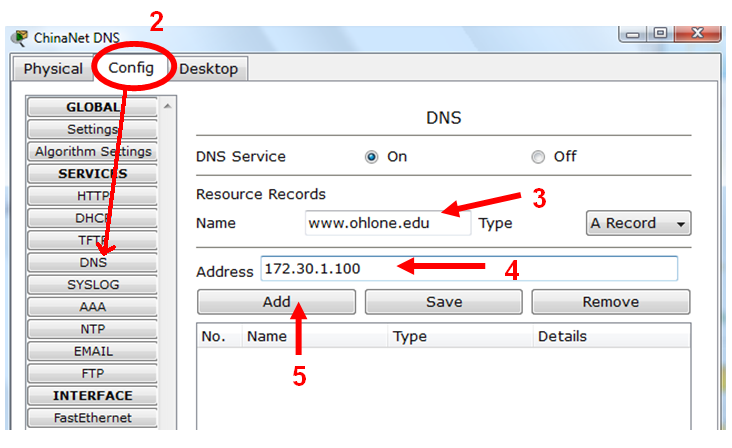 2
ChinaNet DNS
Physical Config Desktop
GLOBAL
Settings
Algorithm Settings
SERVICES
HTTP
DHCP
TFTP
DNS
SYSLOG
AAA
NTP
EMAIL
FTP
INTERFACE
FastEthernet
DNS
DNS Service On Off
Resource Records
Name www.ohlone.edu Type A Record
3
Address 172.30.1.100
4
Add Save Remove
5
No. Name Type Details